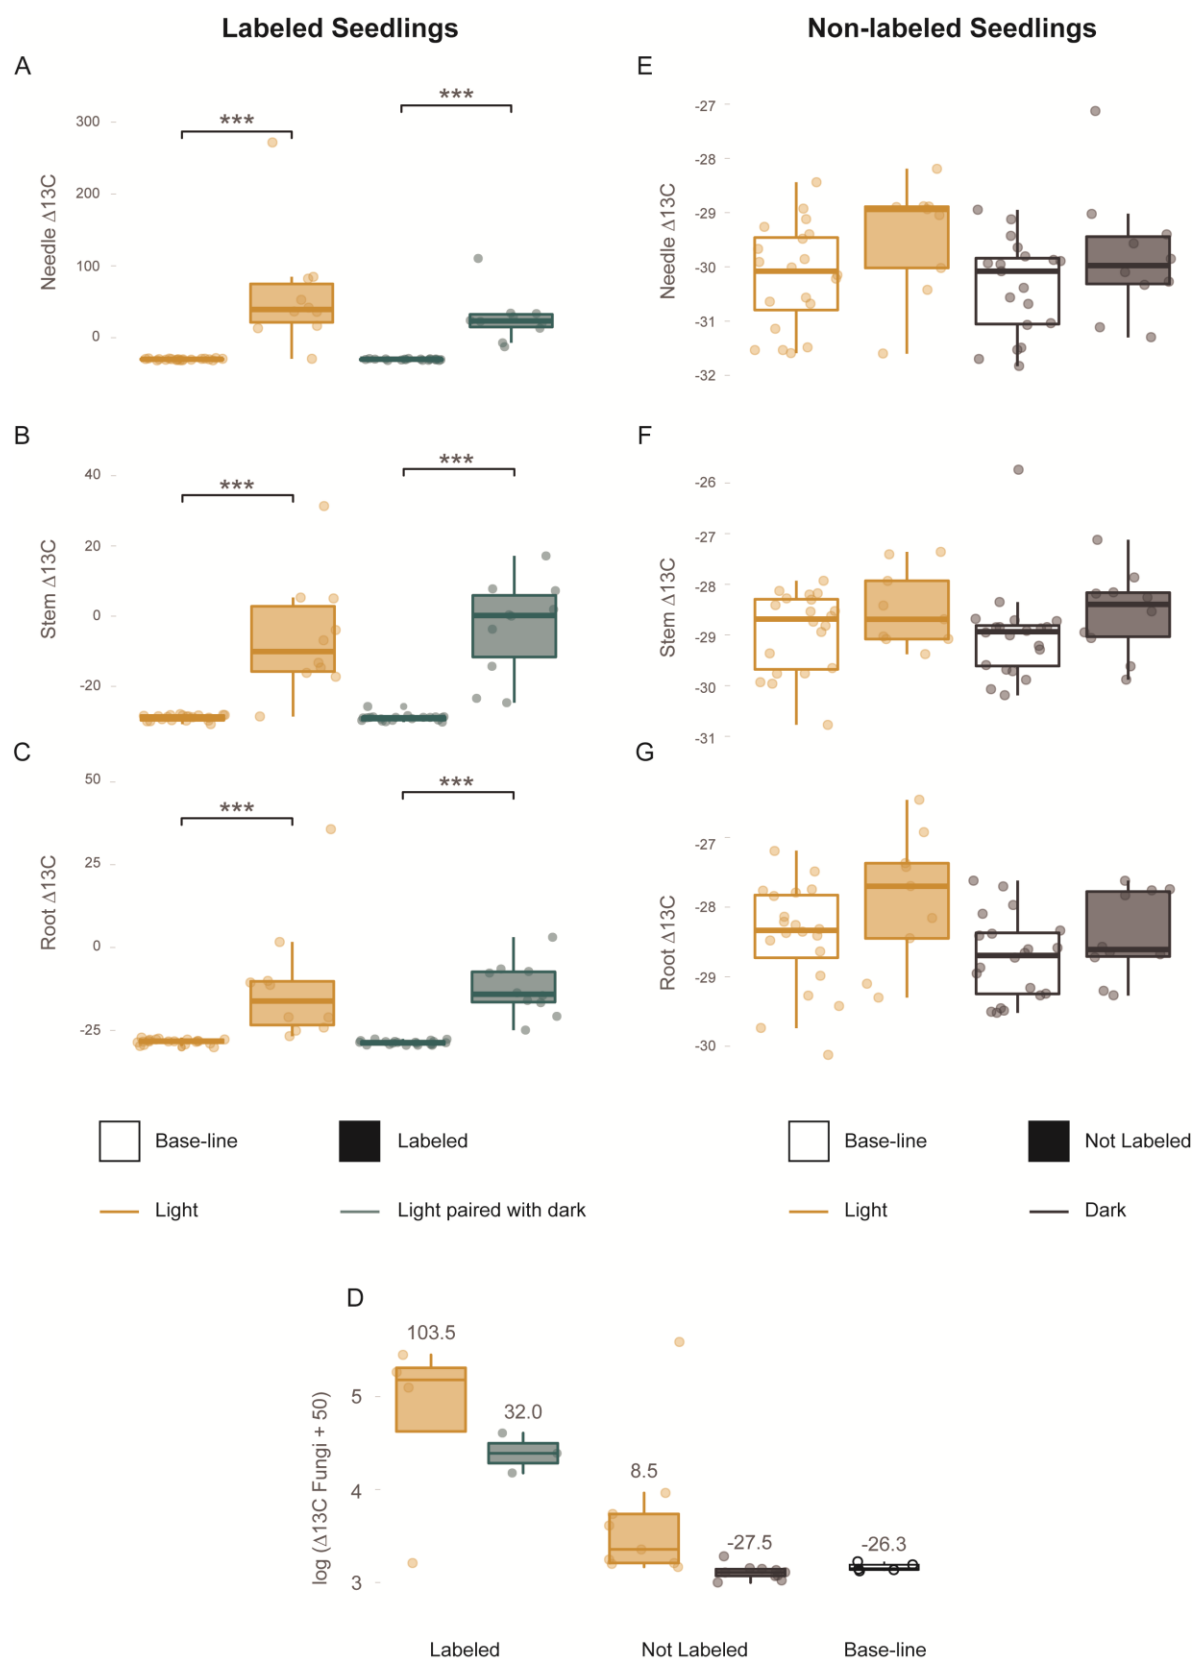 Labeled Seedlings
Non-labeled Seedlings
A
Needle Δ13C
300
200
100
0
***
***
B
Stem Δ13C
40
20
0
-20
***
***
C
Root Δ13C
50
25
0
-25
***
***
Base-line
Labeled
Light
Light paired with dark
E
Needle Δ13C
-27
-28
-29
-30
-31
-32
F
Stem Δ13C
-26
-27
-28
-29
-30
-31
G
Root Δ13C
-27
-28
-29
-30
Base-line
Not Labeled
Light
Dark
D
log (Δ13C Fungi + 50)
5
4
3
103.5
32.0
8.5
-27.5
-26.3
Labeled
Not Labeled
Base-line